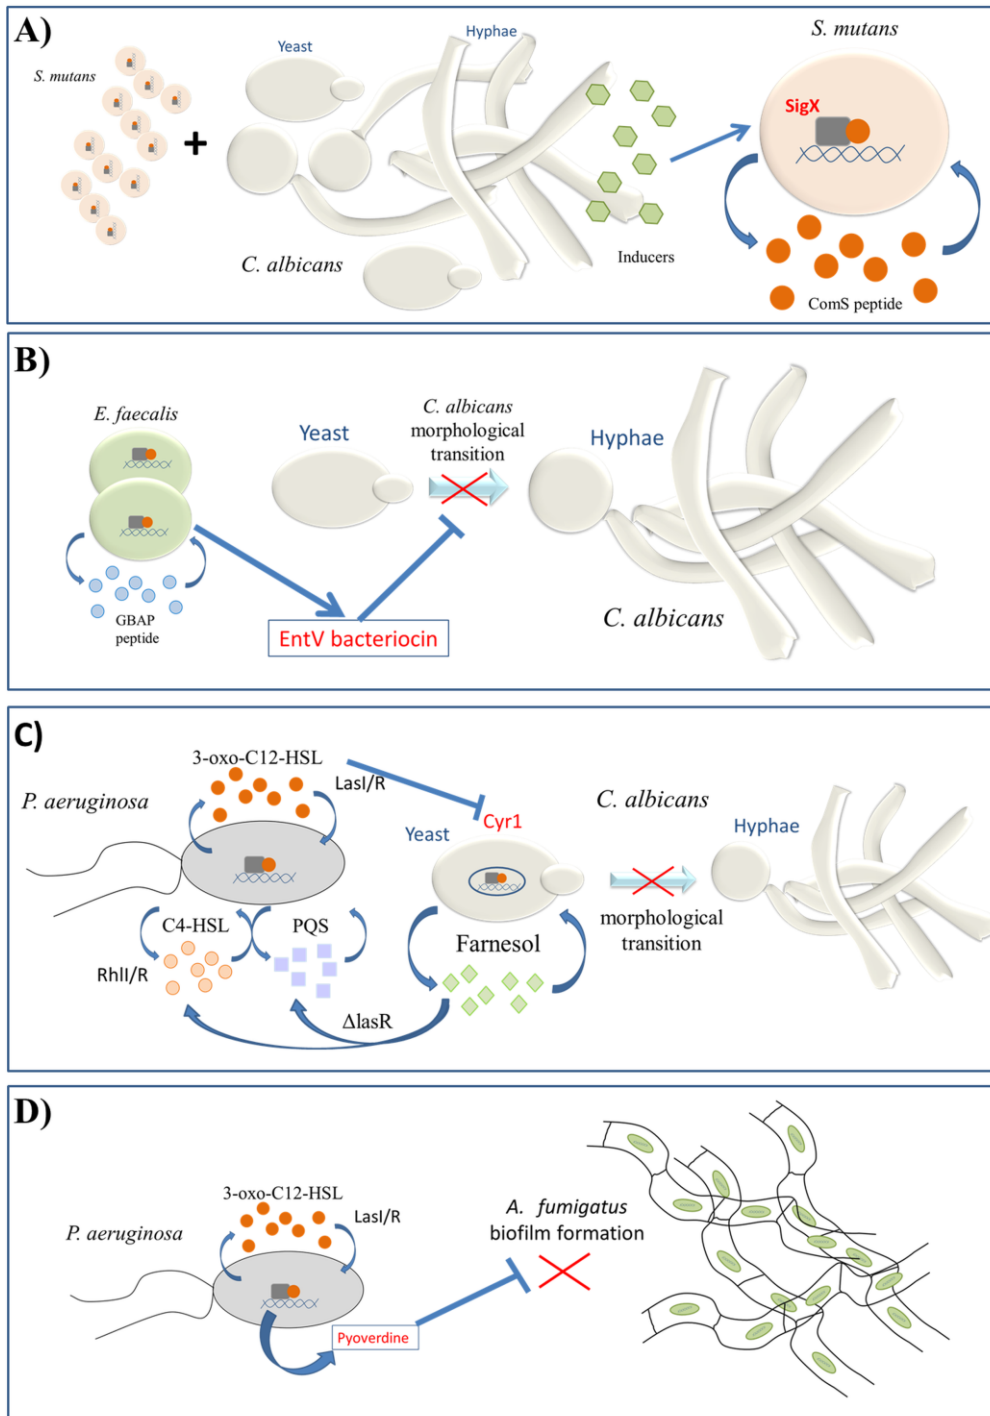 A)
S. mutans
+
Yeast
Hyphae
C. albicans
Inducers
S. mutans
SigX
ComS peptide
B)
E. faecalis
GBAP
peptide
Yeast
C. albicans
morphological
transition
Hyphae
EntV bacteriocin
C. albicans
C)
3-oxo-C12-HSL
LasI/R
P. aeruginosa
C4-HSL
PQS
RhlI/R
Yeast
Cyr1
Farnesol
ΔlasR
C. albicans
Hyphae
morphological
transition
D)
3-oxo-C12-HSL
LasI/R
P. aeruginosa
Pyoverdine
A. fumigatus
biofilm formation